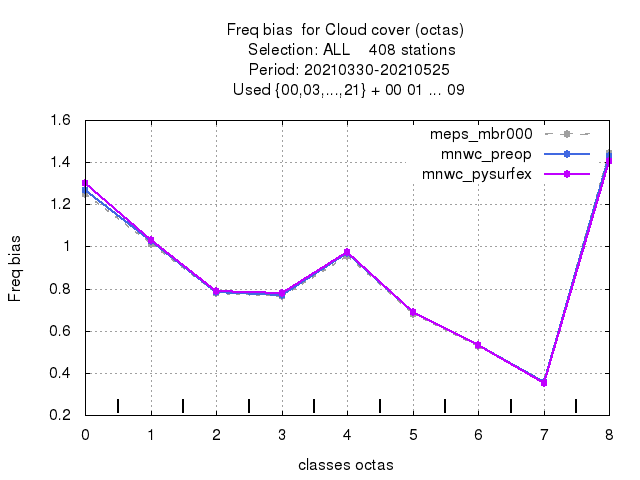 Freq bias  for Cloud cover (octas)
Selection: ALL    408 stations
Period: 20210330-20210525
Used {00,03,...,21} + 00 01 ... 09
meps_mbr000
mnwc_preop
mnwc_pysurfex
1.6
1.4
1.2
1
0.8
0.6
0.4
0.2
Freq bias
0 1 2 3 4 5 6 7 8
classes octas